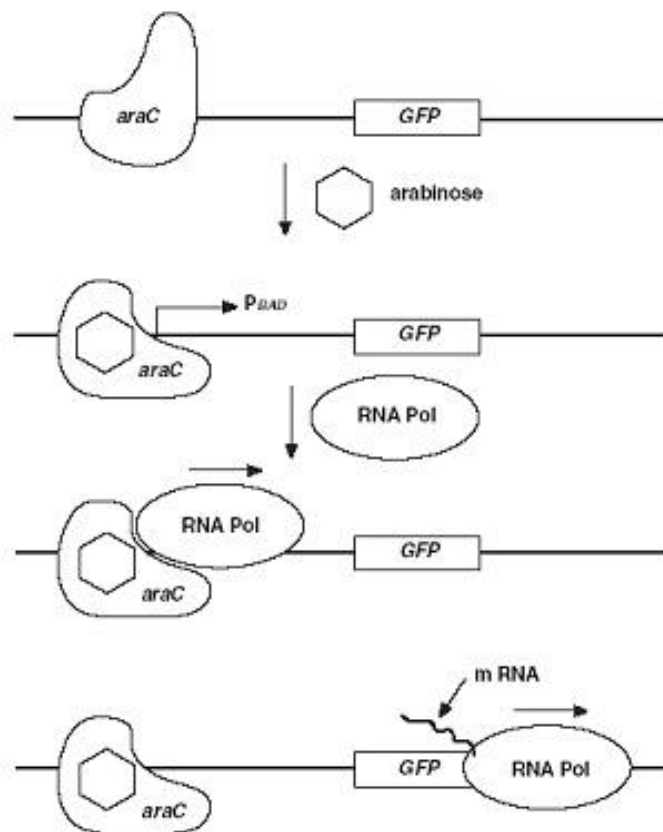 araC
GFP
arabinose
PBAD
araC
GFP
RNA Pol
RNA Pol
araC
GFP
m RNA
araC
GFP
RNA Pol